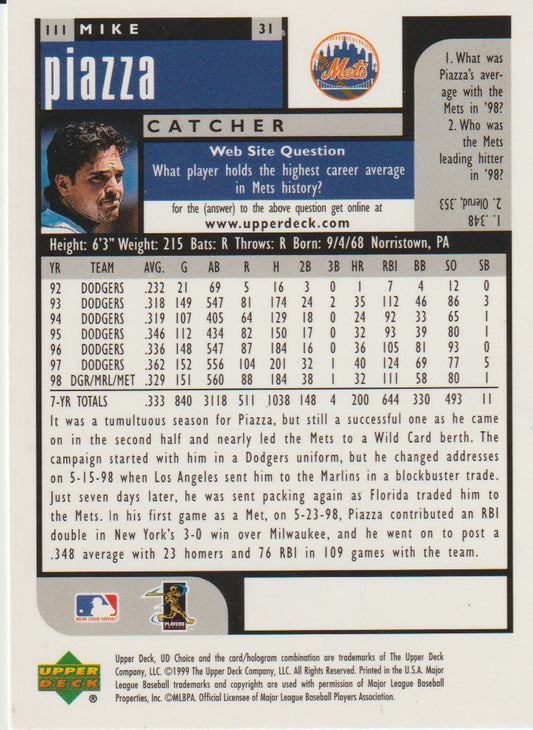 111 MIKE 31
piazza
Mets
CATCHER
Web Site Question
What player holds the highest career average
in Mets history?
for the (answer) to the above question get online at
www.upperdeck.com
1. What was
Piazza's aver-
age with the
Mets in '98?
2. Who was
the Mets
leading hitter
in '98?
1. .348
2. Olerud, .353
Height: 6'3" Weight: 215 Bats: R Throws: R Born: 9/4/68 Norristown, PA
YR TEAM AVG. G AB R H 2B 3B HR RBI BB SO SB
92 DODGERS .232 21 69 5 16 3 0 1 7 4 12 0
93 DODGERS .318 149 547 81 174 24 2 35 112 46 86 3
94 DODGERS .319 107 405 64 129 18 0 24 92 33 65 1
95 DODGERS .346 112 434 82 150 17 0 32 93 39 80 1
96 DODGERS .336 148 547 87 184 16 0 36 105 81 93 0
97 DODGERS .362 152 556 104 201 32 1 40 124 69 77 5
98 DGR/MRL/MET .329 151 560 88 184 38 1 32 111 58 80 1
7-YR TOTALS .333 840 3118 511 1038 148 4 200 644 330 493 11
It was a tumultuous season for Piazza, but still a successful one as he came
on in the second half and nearly led the Mets to a Wild Card berth. The
campaign started with him in a Dodgers uniform, but he changed addresses
on 5-15-98 when Los Angeles sent him to the Marlins in a blockbuster trade.
Just seven days later, he was sent packing again as Florida traded him to
the Mets. In his first game as a Met, on 5-23-98, Piazza contributed an RBI
double in New York's 3-0 win over Milwaukee, and he went on to post a
.348 average with 23 homers and 76 RBI in 109 games with the team.
MAJOR LEAGUE BASEBALL
PLAYERS
UPPER
DECK
®
Upper Deck, UD Choice and the card/hologram combination are trademarks of The Upper Deck
Company, LLC. ©1999 The Upper Deck Company, LLC. All Rights Reserved. Printed in the U.S.A. Major
League Baseball trademarks and copyrights are used with permission of Major League Baseball
Properties, Inc. ©MLBPA. Official Licensee of Major League Baseball Players Association.